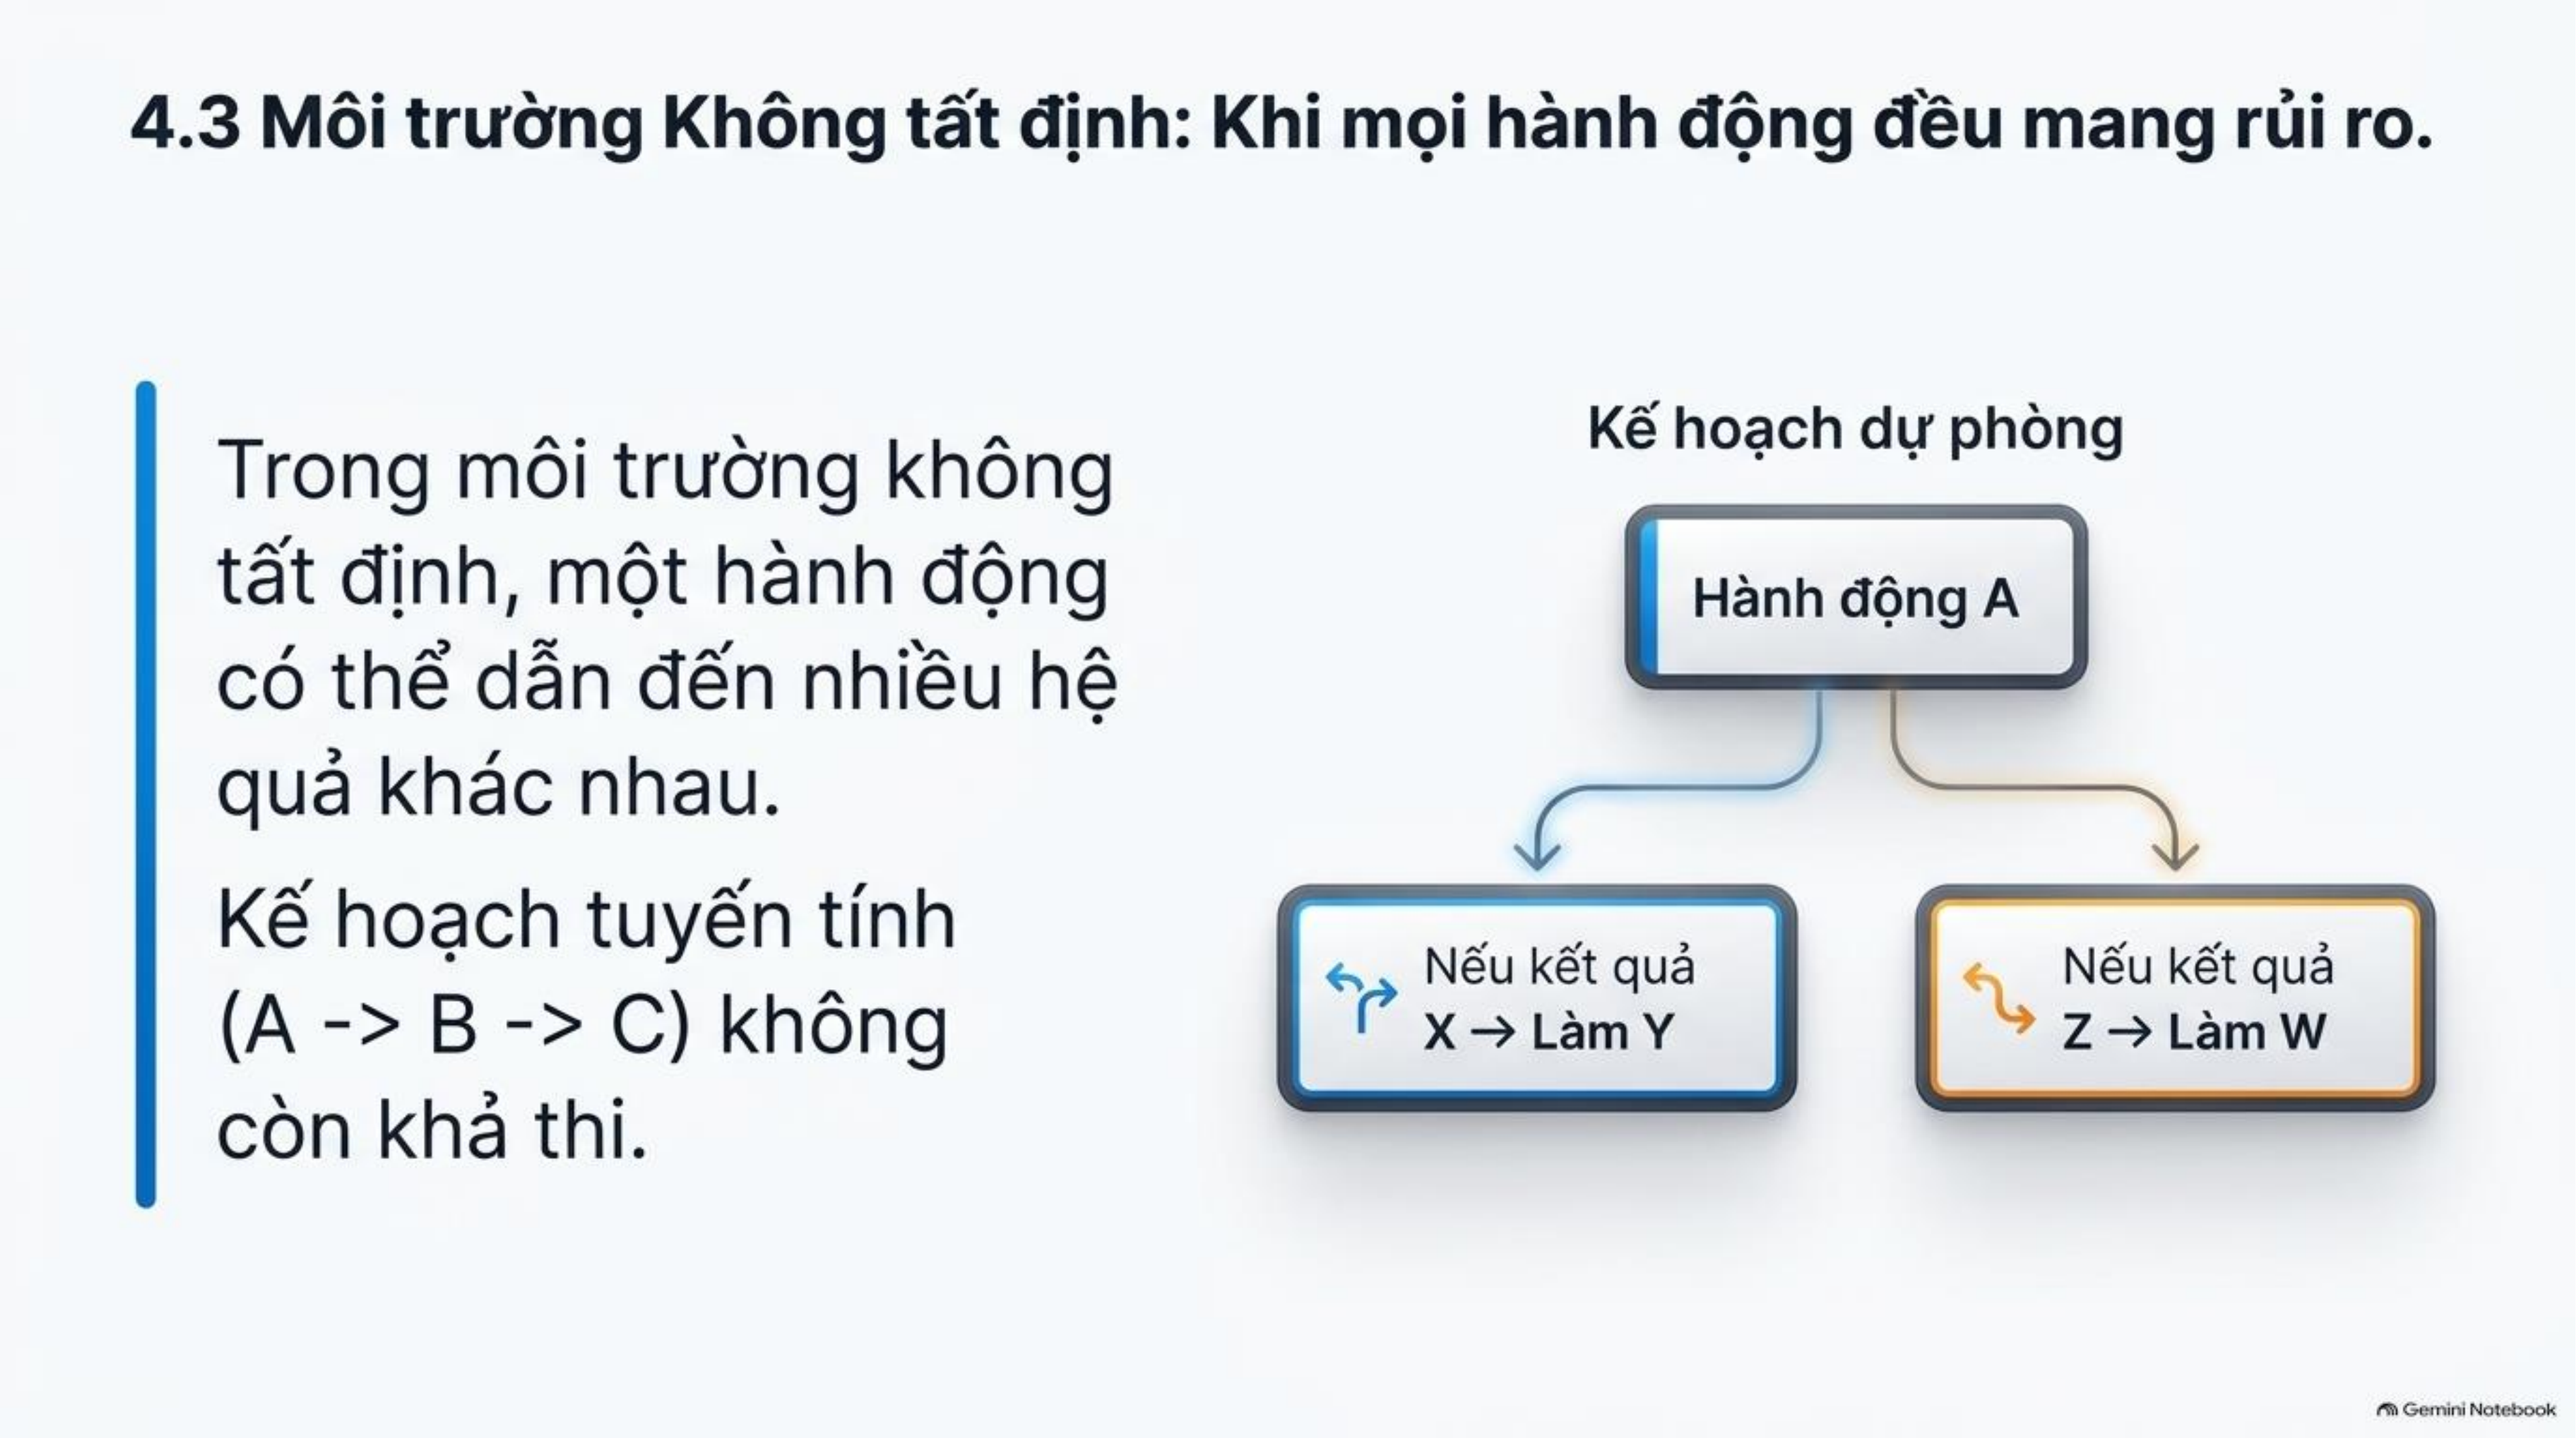 4.3 Môi trường Không tất định: Khi mọi hành động đều mang rủi ro.
Trong môi trường không
tất định, một hành động
có thể dẫn đến nhiều hệ
quả khác nhau.
Kế hoạch tuyến tính
(A -> B -> C) không
còn khả thi.
Kế hoạch dự phòng
Hành động A
Nếu kết quả
X → Làm Y
Nếu kết quả
Z → Làm W
Gemini Notebook